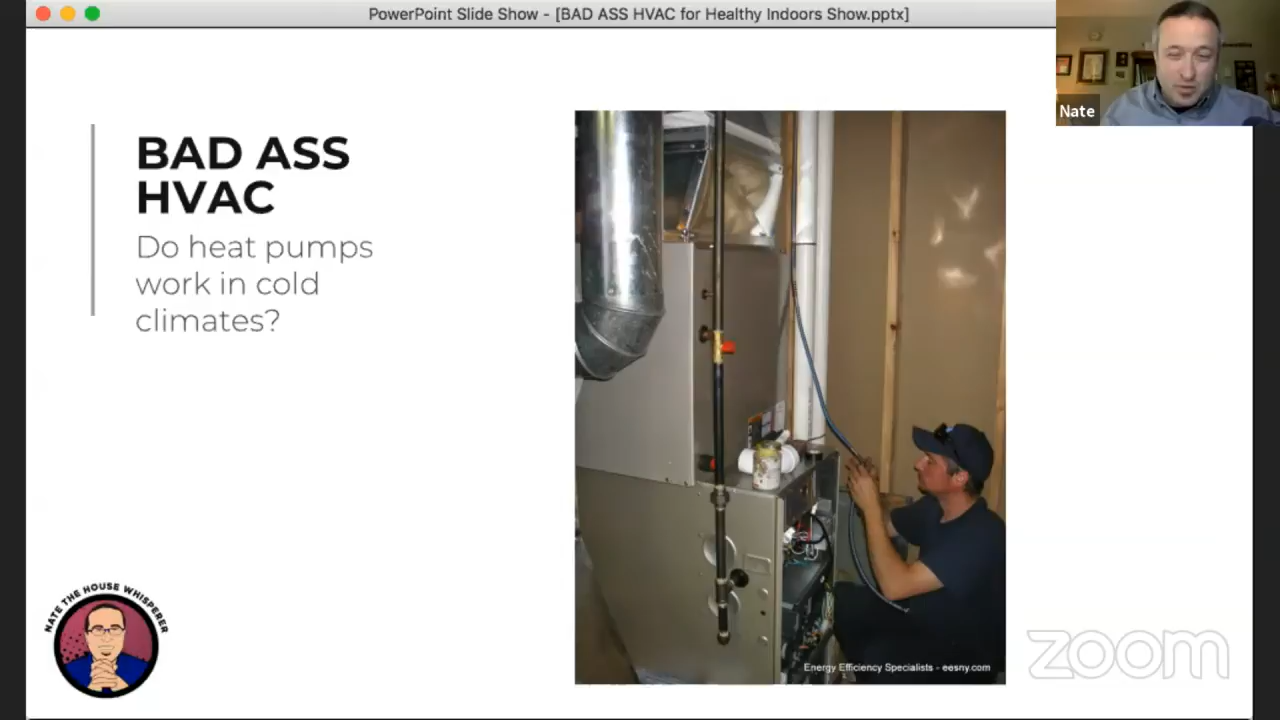 PowerPoint Slide Show - [BAD ASS HVAC for Healthy Indoors Show.pptx]
Nate
BAD ASS
HVAC
Do heat pumps
work in cold
climates?
NATE THE HOUSE WHISPERER
Energy Efficiency Specialists - eesny.com
zoom